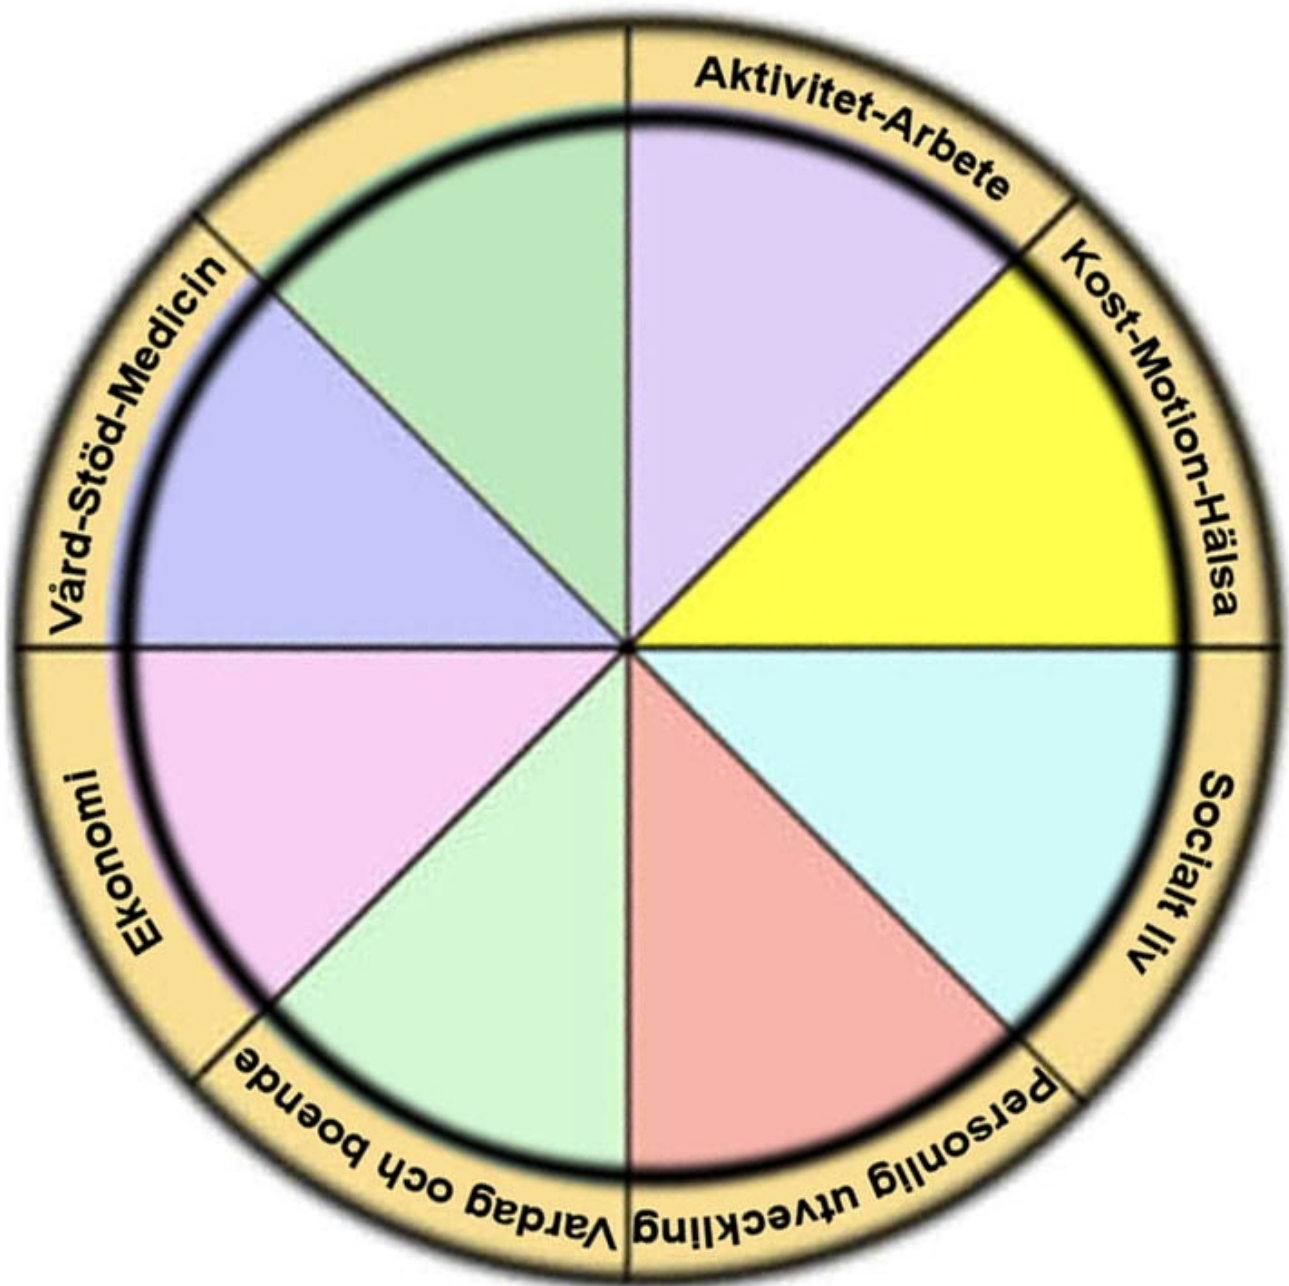 Aktivitet-Arbete
Kost-Motion-Hälsa
Socialt liv
Personlig utveckling
Vardag och boende
Ekonomi
Vård-Stöd-Medicin